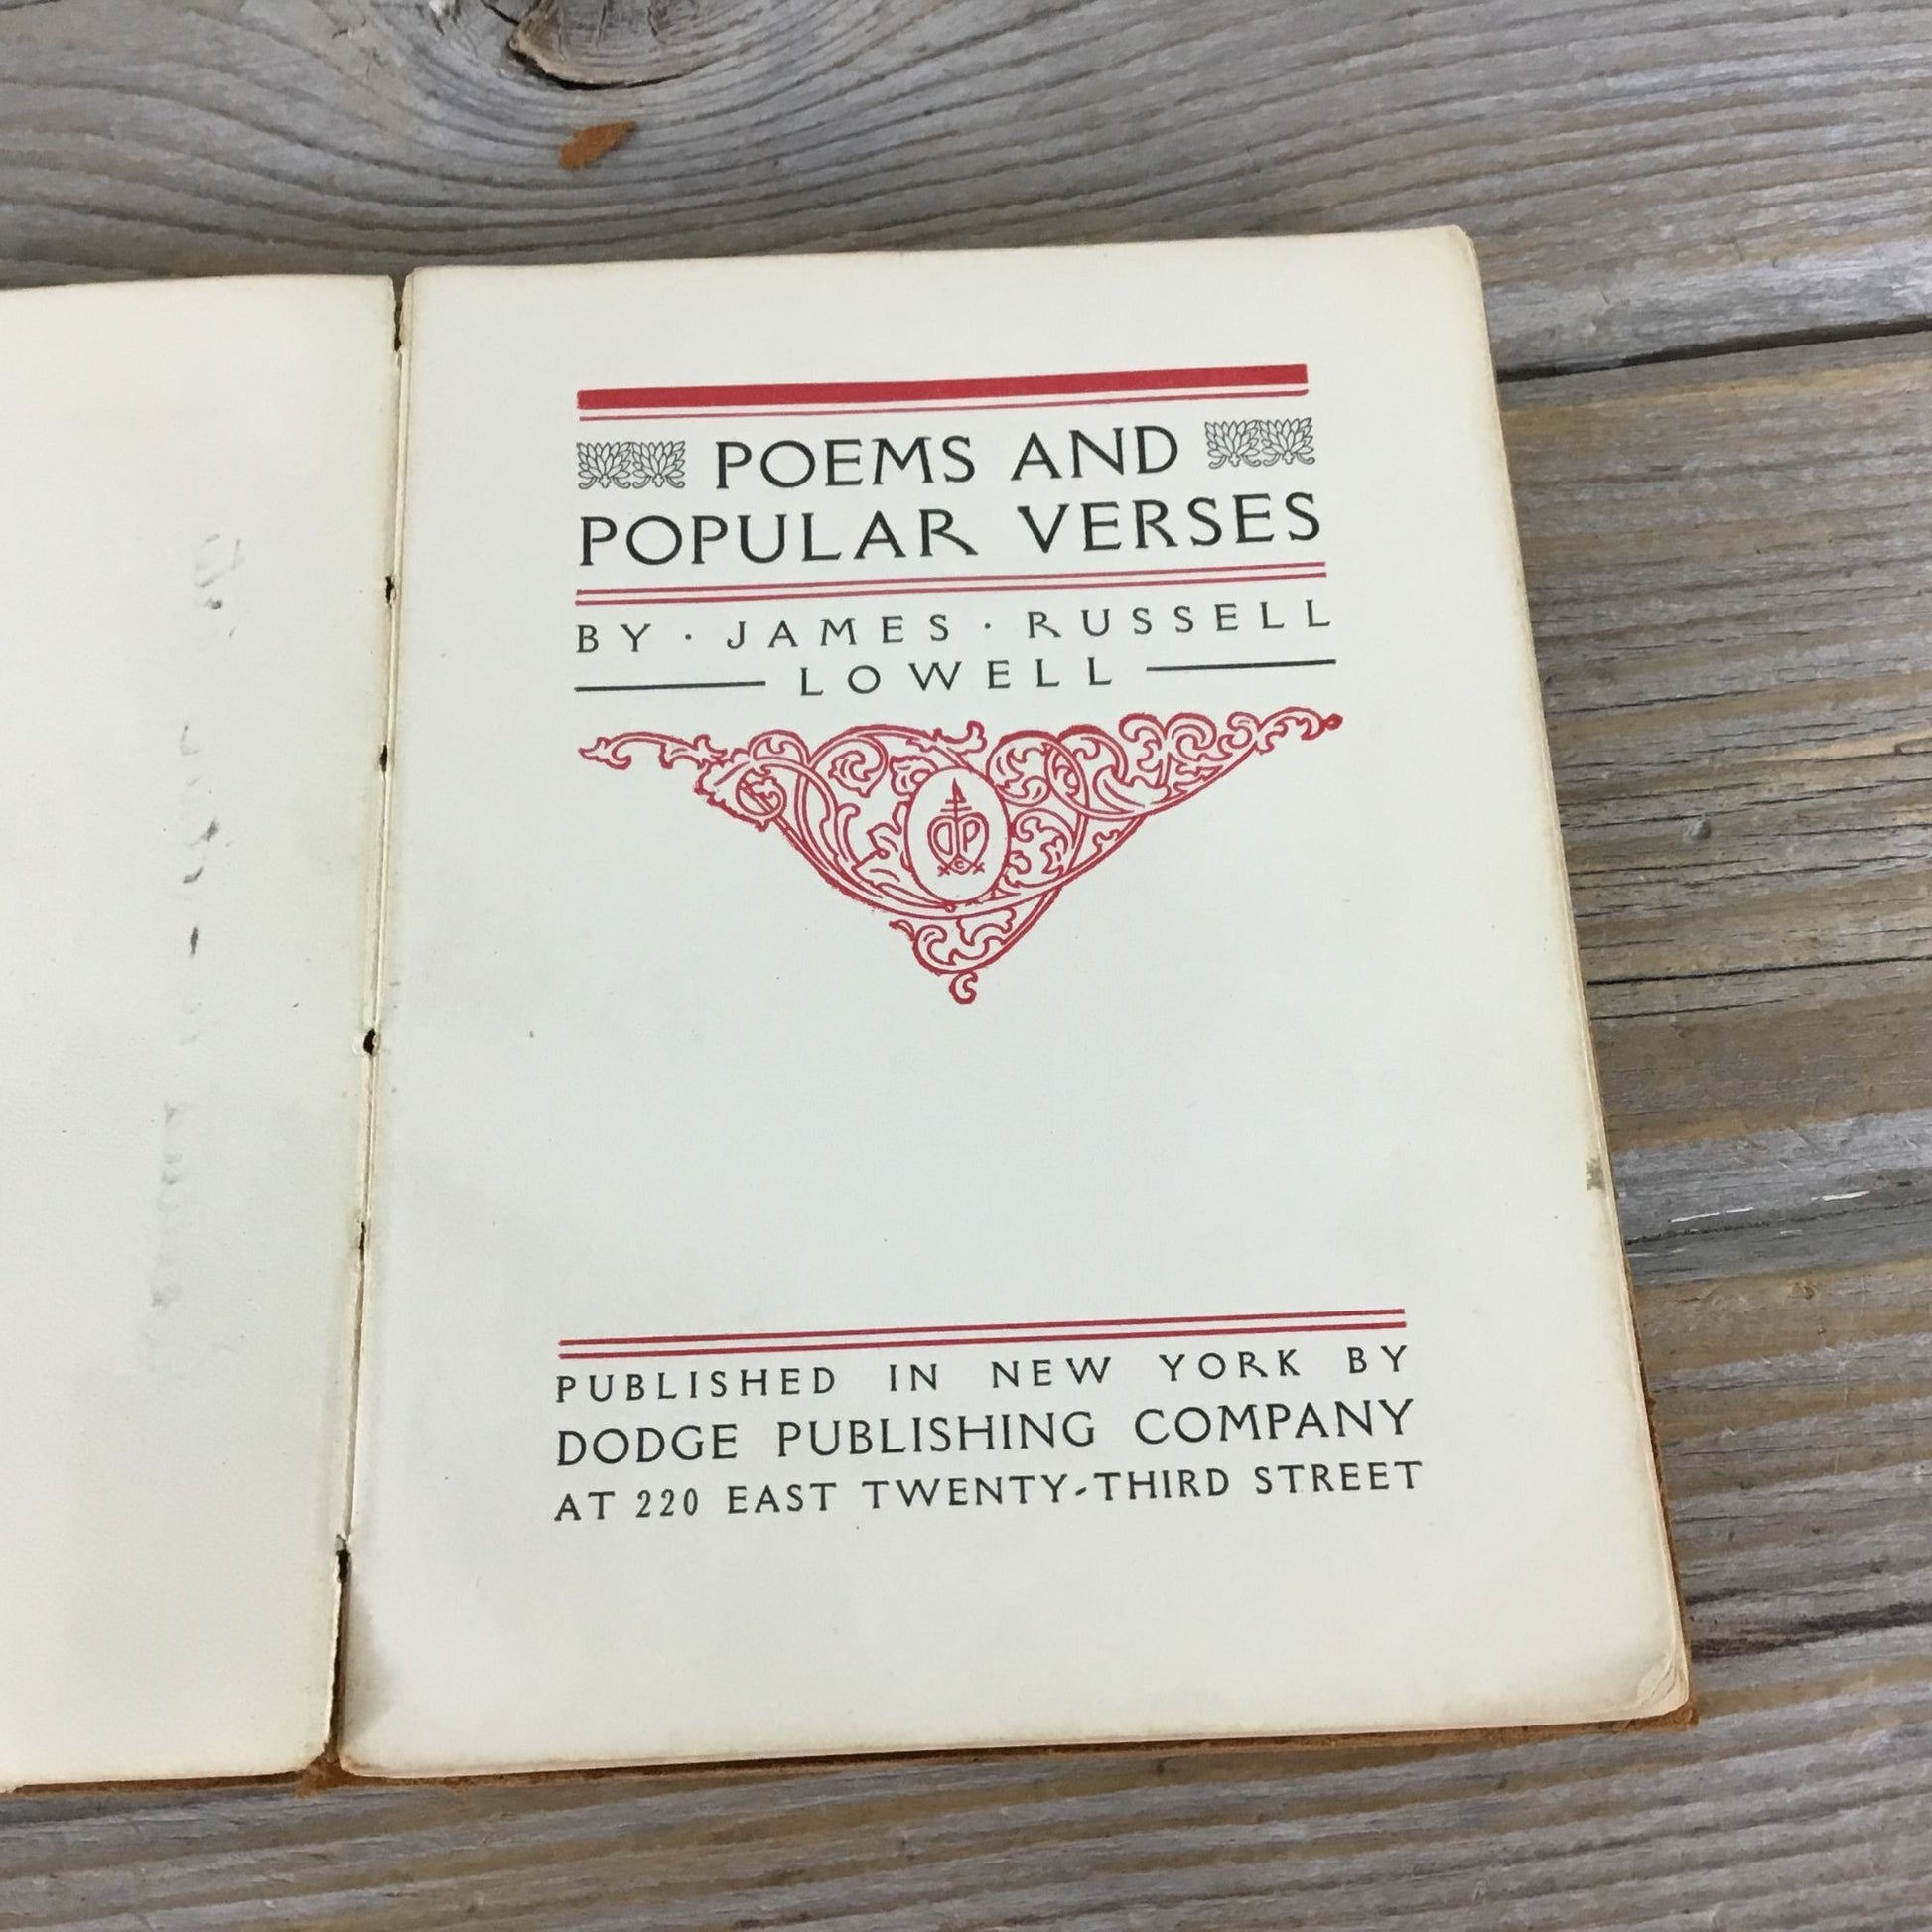 POEMS AND
POPULAR VERSES
BY · JAMES · RUSSELL
LOWELL
DPC
PUBLISHED IN NEW YORK BY
DODGE PUBLISHING COMPANY
AT 220 EAST TWENTY-THIRD STREET